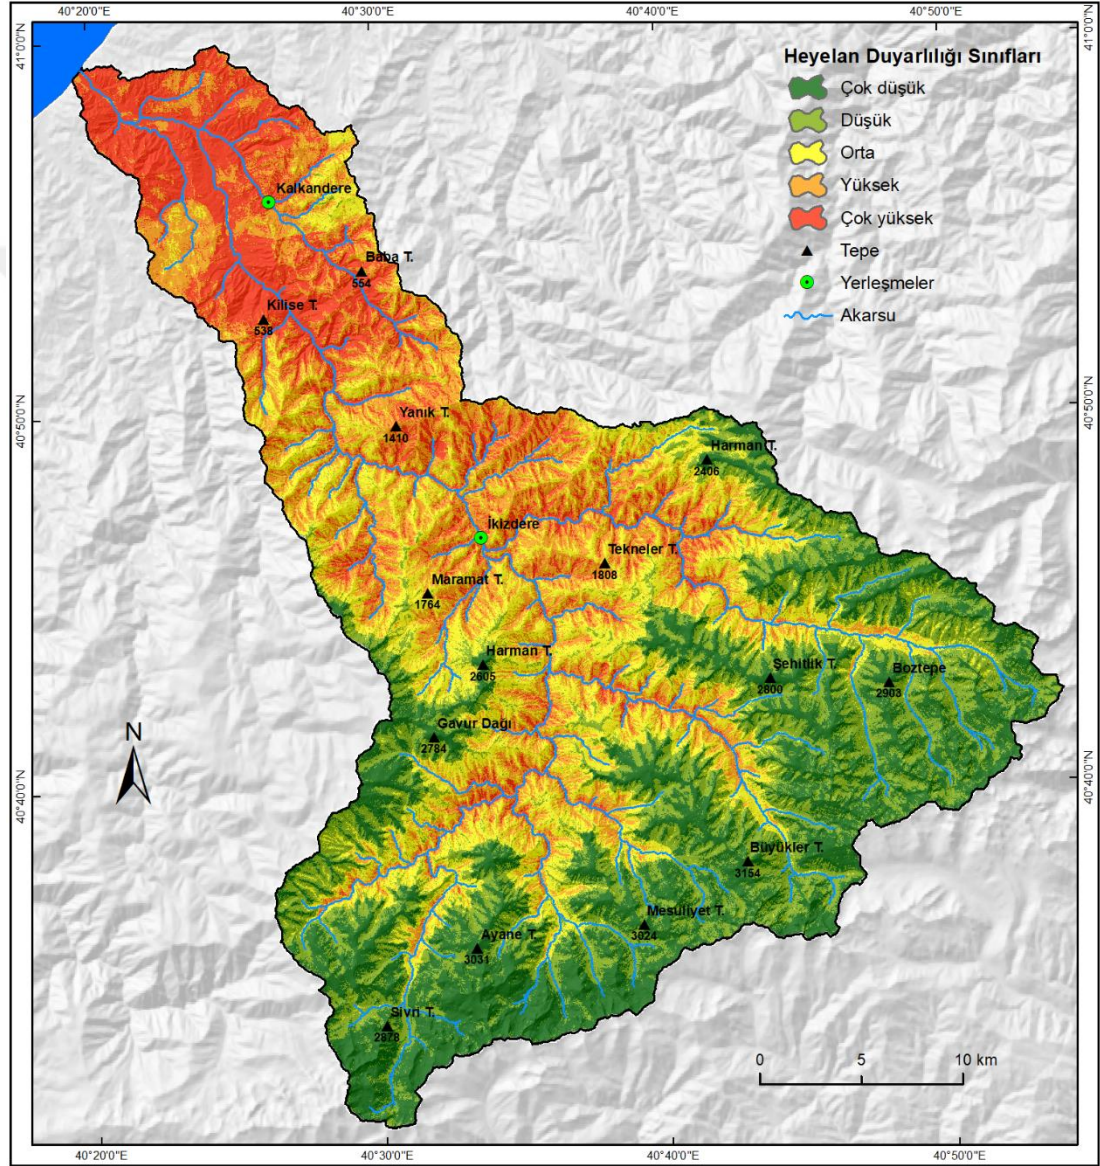 40°20'0"E
40°30'0"E
40°40'0"E
40°50'0"E
41°0'0"N
41°0'0"N
Heyelan Duyarlılığı Sınıfları
Çok düşük
Düşük
Orta
Yüksek
Çok yüksek
Tepe
Yerleşmeler
Akarsu
Kalkandere
Baba T.
554
Kilise T.
538
40°50'0"N
40°50'0"N
Yanık T.
1410
Harman T.
2406
İkizdere
Tekneler T.
1808
Maramat T.
1764
Harman T.
2605
Şehitlik T.
2800
Boztepe
2903
Gavur Dağı
2784
N
40°40'0"N
40°40'0"N
Büyükler T.
3154
Mesuliyet T.
3024
Ayane T.
3031
Sivri T.
2878
0
5
10 km
40°20'0"E
40°30'0"E
40°40'0"E
40°50'0"E